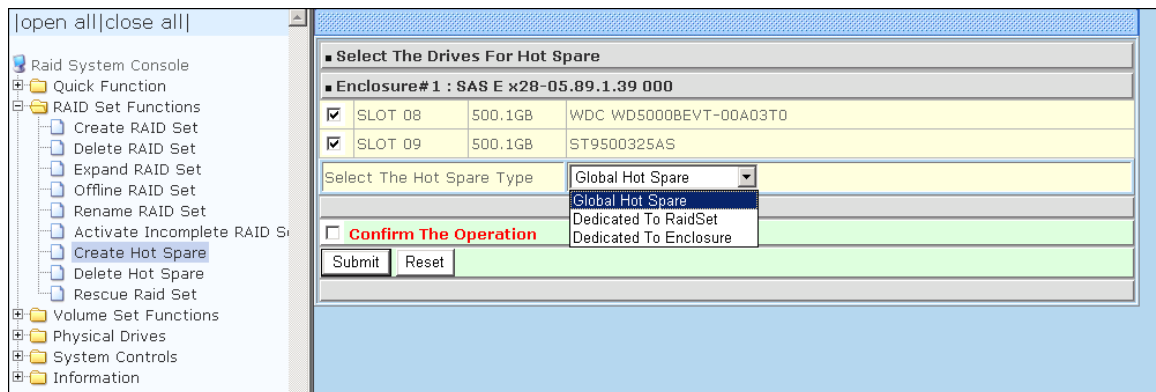 |open all|close all|
Raid System Console
Quick Function
RAID Set Functions
Create RAID Set
Delete RAID Set
Expand RAID Set
Offline RAID Set
Rename RAID Set
Activate Incomplete RAID S
Create Hot Spare
Delete Hot Spare
Rescue Raid Set
Volume Set Functions
Physical Drives
System Controls
Information
Select The Drives For Hot Spare
Enclosure#1 : SAS E x28-05.89.1.39 000
SLOT 08 500.1GB WDC WD5000BEVT-00A03T0
SLOT 09 500.1GB ST9500325AS
Select The Hot Spare Type Global Hot Spare
Global Hot Spare
Dedicated To RaidSet
Dedicated To Enclosure
Confirm The Operation
Submit Reset